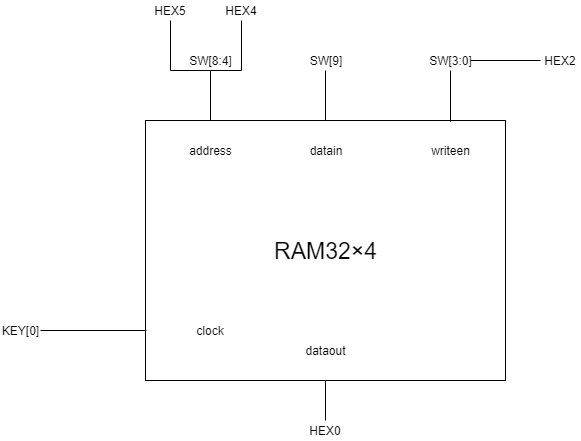 HEX5 HEX4
SW[8:4] SW[9] SW[3:0] HEX2
address datain writeen
RAM32×4
KEY[0] clock
dataout
HEX0